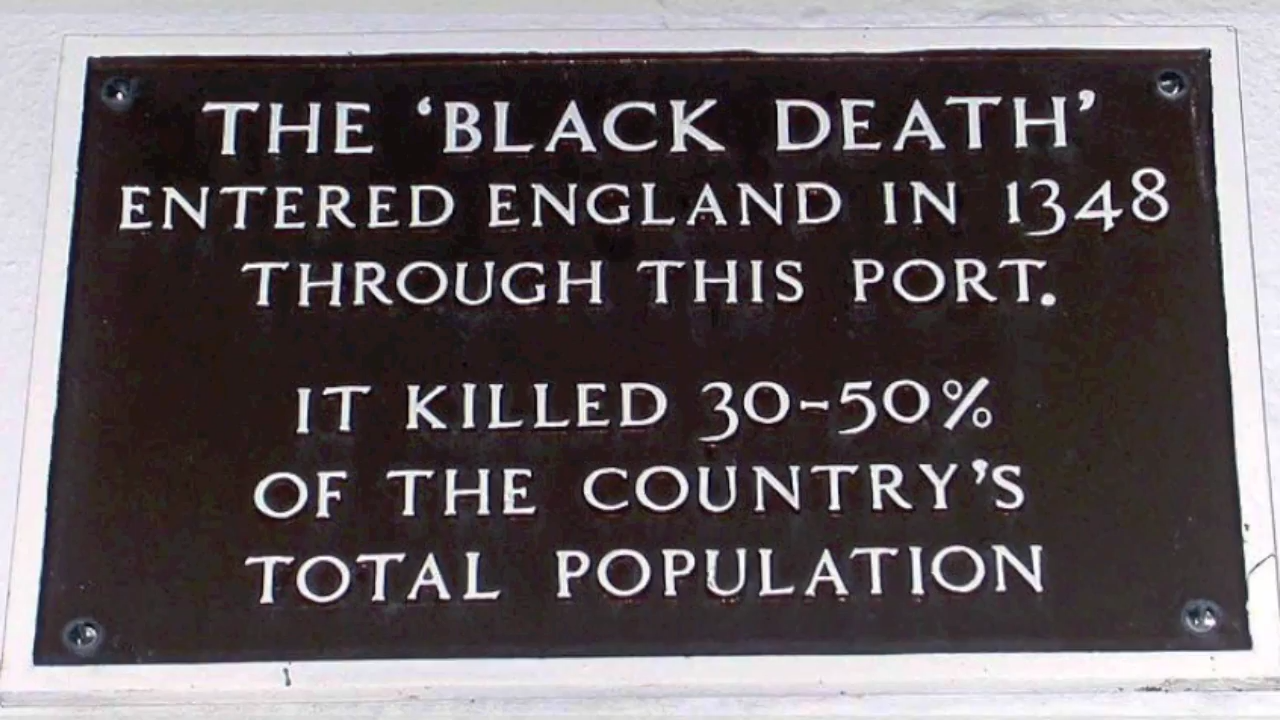 THE ‘BLACK DEATH’
ENTERED ENGLAND IN 1348
THROUGH THIS PORT.
IT KILLED 30-50%
OF THE COUNTRY’S
TOTAL POPULATION